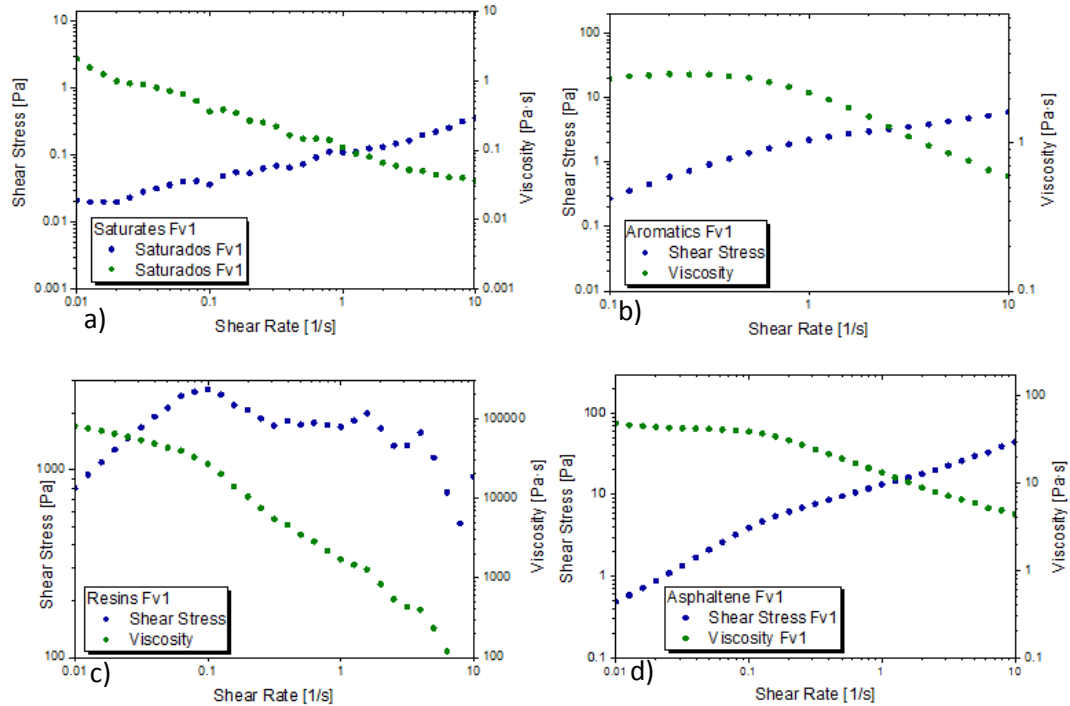 10
1
0.1
0.01
0.001
Shear Stress [Pa]
10
1
0.1
0.01
0.001
Viscosity [Pa·s]
Saturates Fv1
Saturados Fv1
Saturados Fv1
0.01 0.1 1 10
Shear Rate [1/s]
a)
100
10
1
0.1
0.01
Shear Stress [Pa]
1
0.1
Viscosity [Pa·s]
Aromatics Fv1
Shear Stress
Viscosity
0.1 1 10
Shear Rate [1/s]
b)
1000
100
Shear Stress [Pa]
100000
10000
1000
100
Viscosity [Pa·s]
Resins Fv1
Shear Stress
Viscosity
0.01 0.1 1 10
Shear Rate [1/s]
c)
100
10
1
0.1
Shear Stress [Pa]
100
10
1
0.1
Viscosity [Pa·s]
Asphaltene Fv1
Shear Stress Fv1
Viscosity Fv1
0.01 0.1 1 10
Shear Rate [1/s]
d)